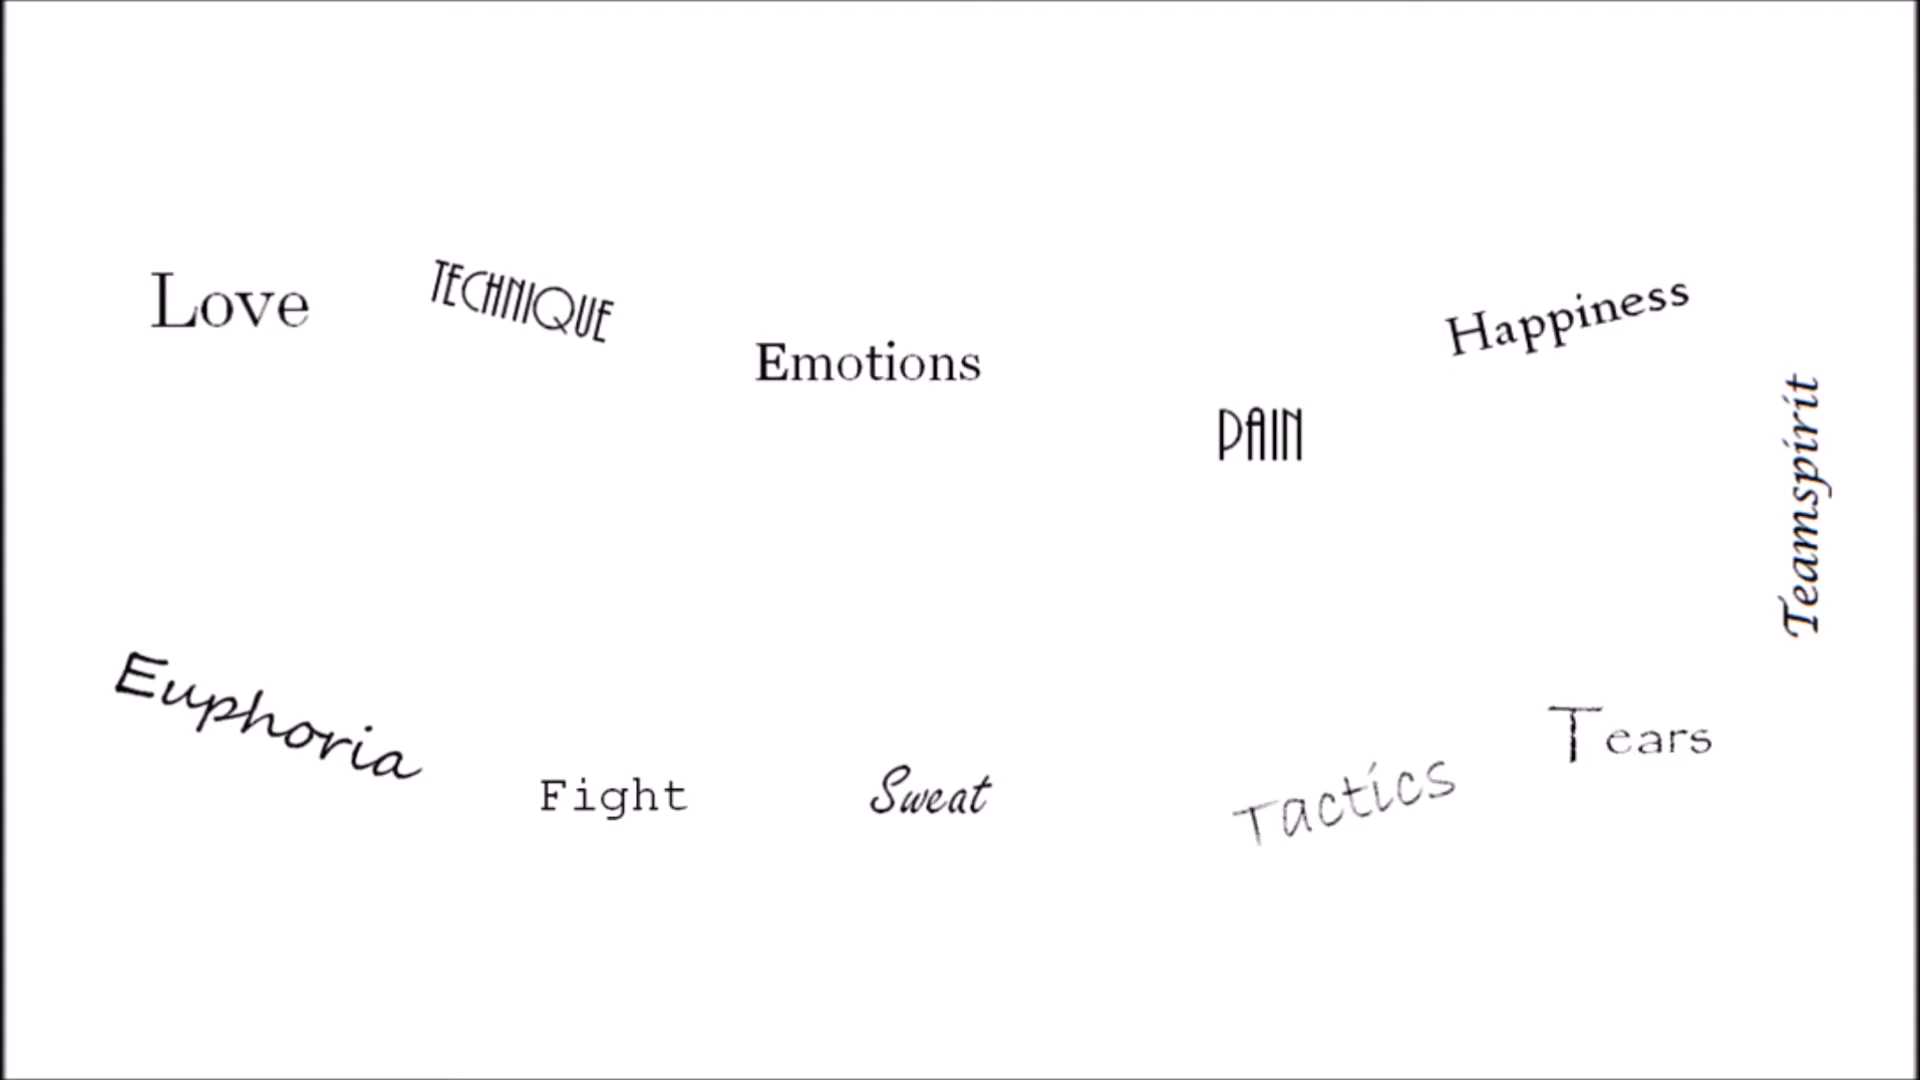 Love
TECHNIQUE
Emotions
PAIN
Happiness
Teamspirit
Euphoria
Fight
Sweat
Tactics
Tears